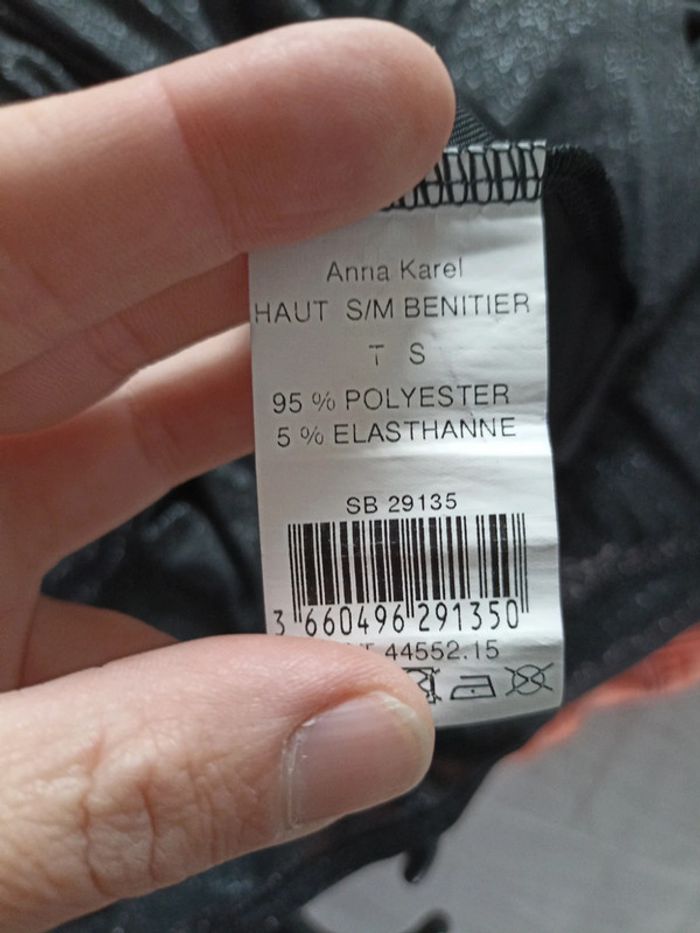 Anna Karel
HAUT S/M BENITIER
T S
95 % POLYESTER
5 % ELASTHANNE
SB 29135
3 660496 291350
44552.15